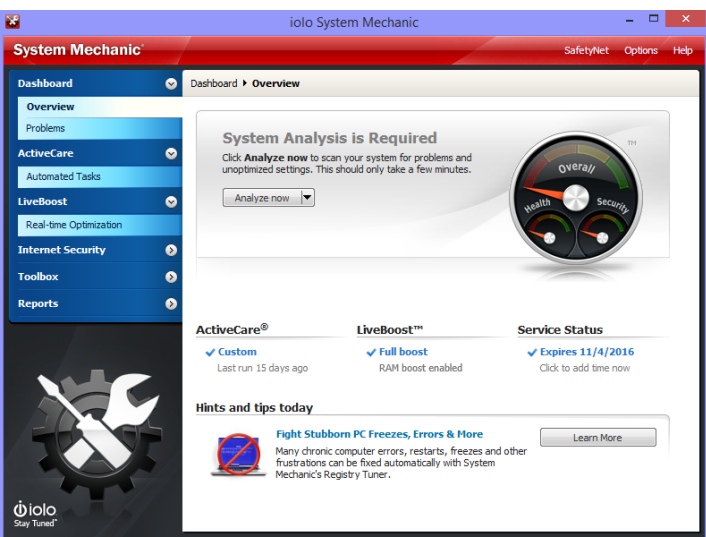 iolo System Mechanic
System Mechanic®
SafetyNet Options Help
Dashboard
Overview
Problems
ActiveCare
Automated Tasks
LiveBoost
Real-time Optimization
Internet Security
Toolbox
Reports
iolo
Stay Tuned™
Dashboard Overview
System Analysis is Required
Click Analyze now to scan your system for problems and
unoptimized settings. This should only take a few minutes.
Analyze now
TM
Overall
Health
Security
ActiveCare®
Custom
Last run 15 days ago
LiveBoost™
Full boost
RAM boost enabled
Service Status
Expires 11/4/2016
Click to add time now
Hints and tips today
Fight Stubborn PC Freezes, Errors & More
Many chronic computer errors, restarts, freezes and other
frustrations can be fixed automatically with System
Mechanic's Registry Tuner.
Learn More